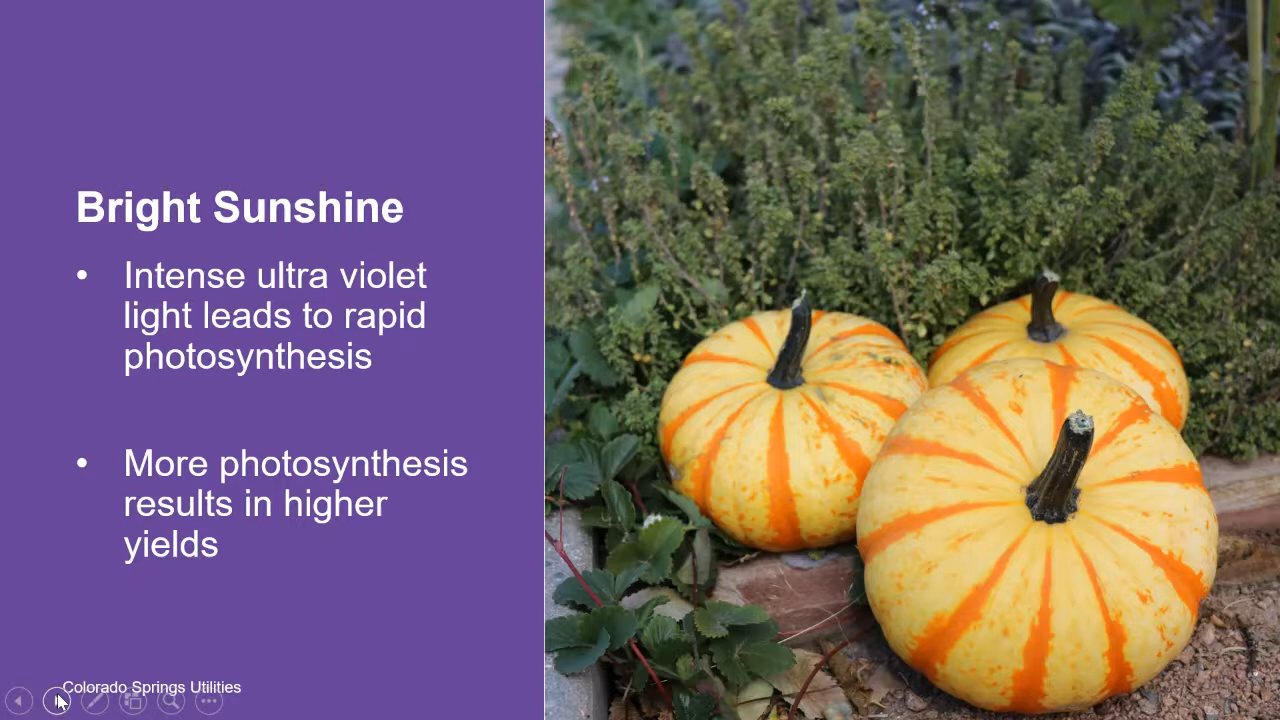 Bright Sunshine
• Intense ultra violet
light leads to rapid
photosynthesis
• More photosynthesis
results in higher
yields
Colorado Springs Utilities